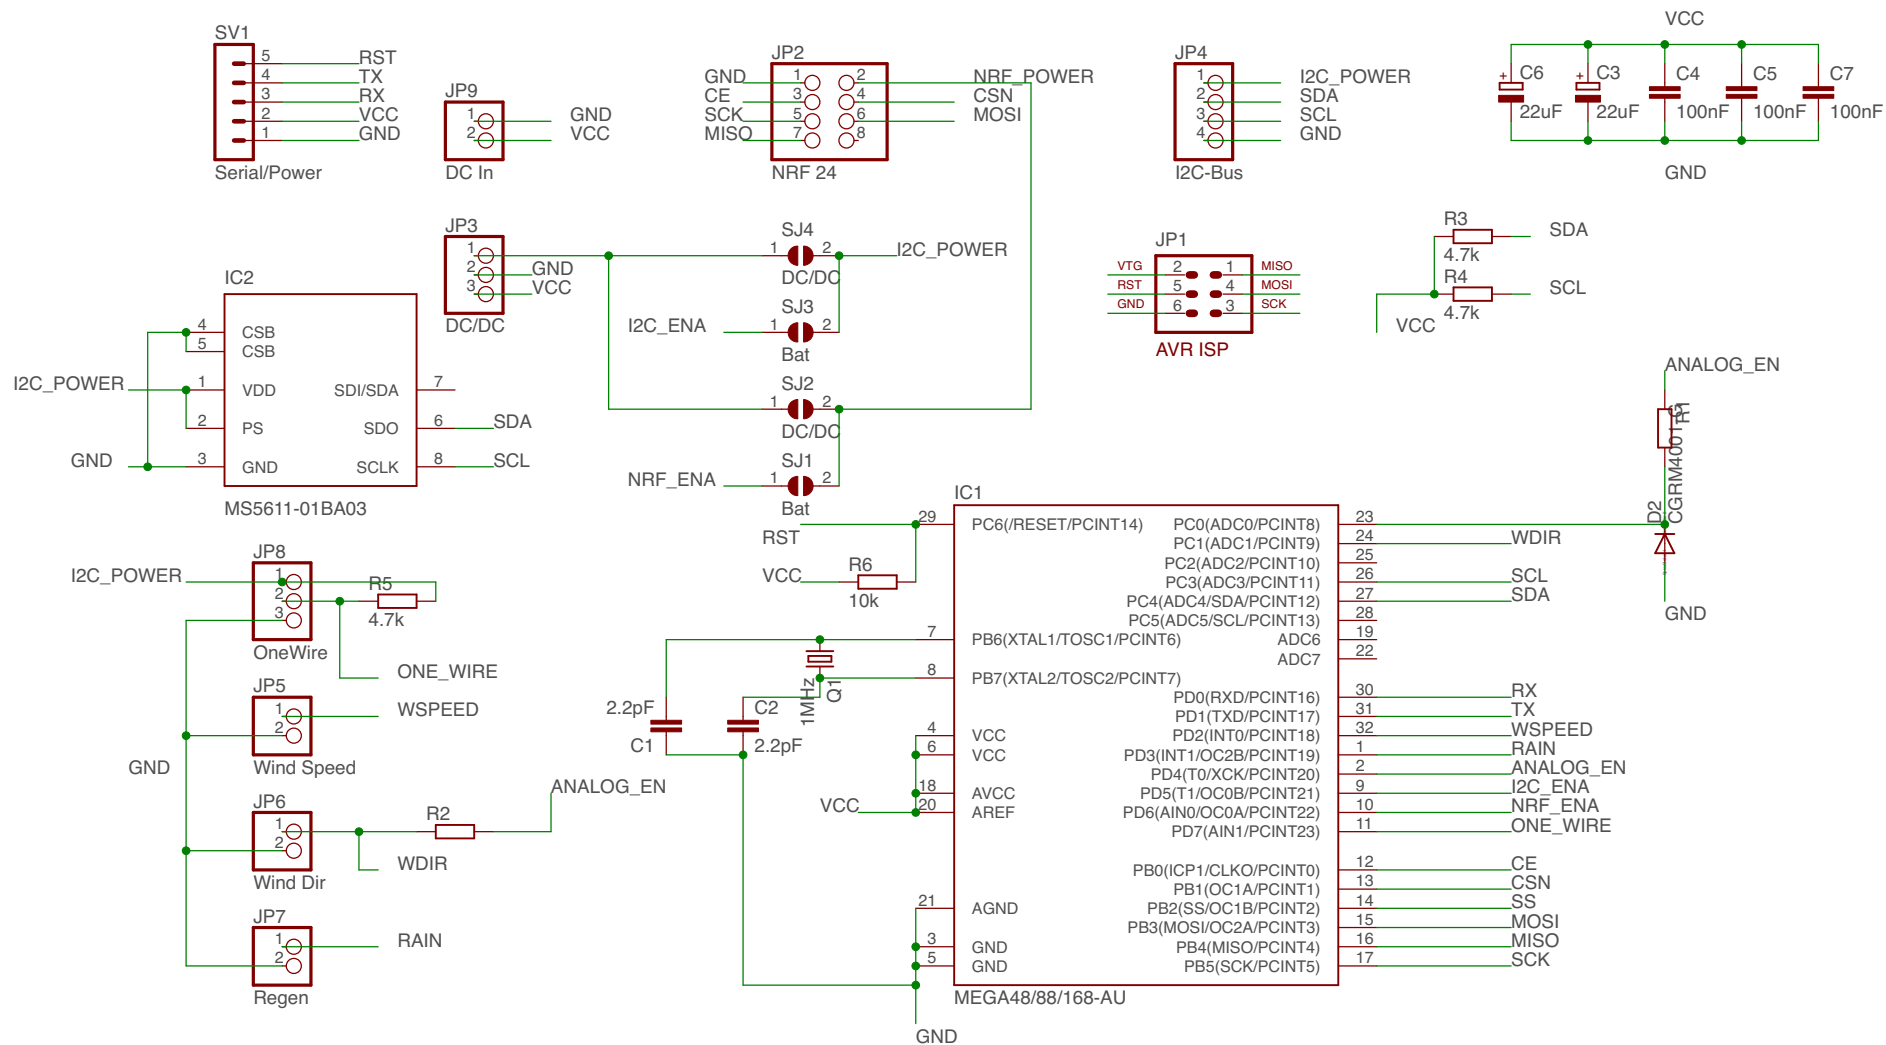 SV1
5 RST
4 TX
3 RX
2 VCC
1 GND
Serial/Power
JP9
1 GND
2 VCC
DC In
JP2
GND 1 2 NRF_POWER
CE 3 4 CSN
SCK 5 6 MOSI
MISO 7 8
NRF 24
JP4
1 I2C_POWER
2 SDA
3 SCL
4 GND
I2C-Bus
VCC
+ C6 + C3 C4 C5 C7
22uF 22uF 100nF 100nF 100nF
GND
JP3
1
2 GND
3 VCC
DC/DC
SJ4
1 2 I2C_POWER
DC/DC
SJ3
I2C_ENA 1 2
Bat
SJ2
1 2
DC/DC
SJ1
NRF_ENA 1 2
Bat
JP1
VTG 2 1 MISO
RST 5 4 MOSI
GND 6 3 SCK
AVR ISP
R3 SDA
4.7k
R4 SCL
4.7k
VCC
IC2
4 CSB
5 CSB
I2C_POWER 1 VDD SDI/SDA 7
2 PS SDO 6 SDA
GND 3 GND SCLK 8 SCL
MS5611-01BA03
ANALOG_EN
R1
CGRM4001-G
D2
GND
JP8
I2C_POWER 1 R5
2
3 4.7k
OneWire
ONE_WIRE
JP5
1 WSPEED
2
Wind Speed
GND
JP6 ANALOG_EN
1 R2
2 WDIR
Wind Dir
JP7
1 RAIN
2
Regen
RST
VCC R6
10k
1MHz Q1
2.2pF C2
C1 2.2pF
VCC
IC1
29 PC6(/RESET/PCINT14) PC0(ADC0/PCINT8) 23
PC1(ADC1/PCINT9) 24 WDIR
PC2(ADC2/PCINT10) 25
PC3(ADC3/PCINT11) 26 SCL
PC4(ADC4/SDA/PCINT12) 27 SDA
PC5(ADC5/SCL/PCINT13) 28
7 PB6(XTAL1/TOSC1/PCINT6) ADC6 19
ADC7 22
8 PB7(XTAL2/TOSC2/PCINT7)
PD0(RXD/PCINT16) 30 RX
PD1(TXD/PCINT17) 31 TX
4 VCC PD2(INT0/PCINT18) 32 WSPEED
6 VCC PD3(INT1/OC2B/PCINT19) 1 RAIN
PD4(T0/XCK/PCINT20) 2 ANALOG_EN
18 AVCC PD5(T1/OC0B/PCINT21) 9 I2C_ENA
20 AREF PD6(AIN0/OC0A/PCINT22) 10 NRF_ENA
PD7(AIN1/PCINT23) 11 ONE_WIRE
PB0(ICP1/CLKO/PCINT0) 12 CE
PB1(OC1A/PCINT1) 13 CSN
21 AGND PB2(SS/OC1B/PCINT2) 14 SS
PB3(MOSI/OC2A/PCINT3) 15 MOSI
3 GND PB4(MISO/PCINT4) 16 MISO
5 GND PB5(SCK/PCINT5) 17 SCK
MEGA48/88/168-AU
GND